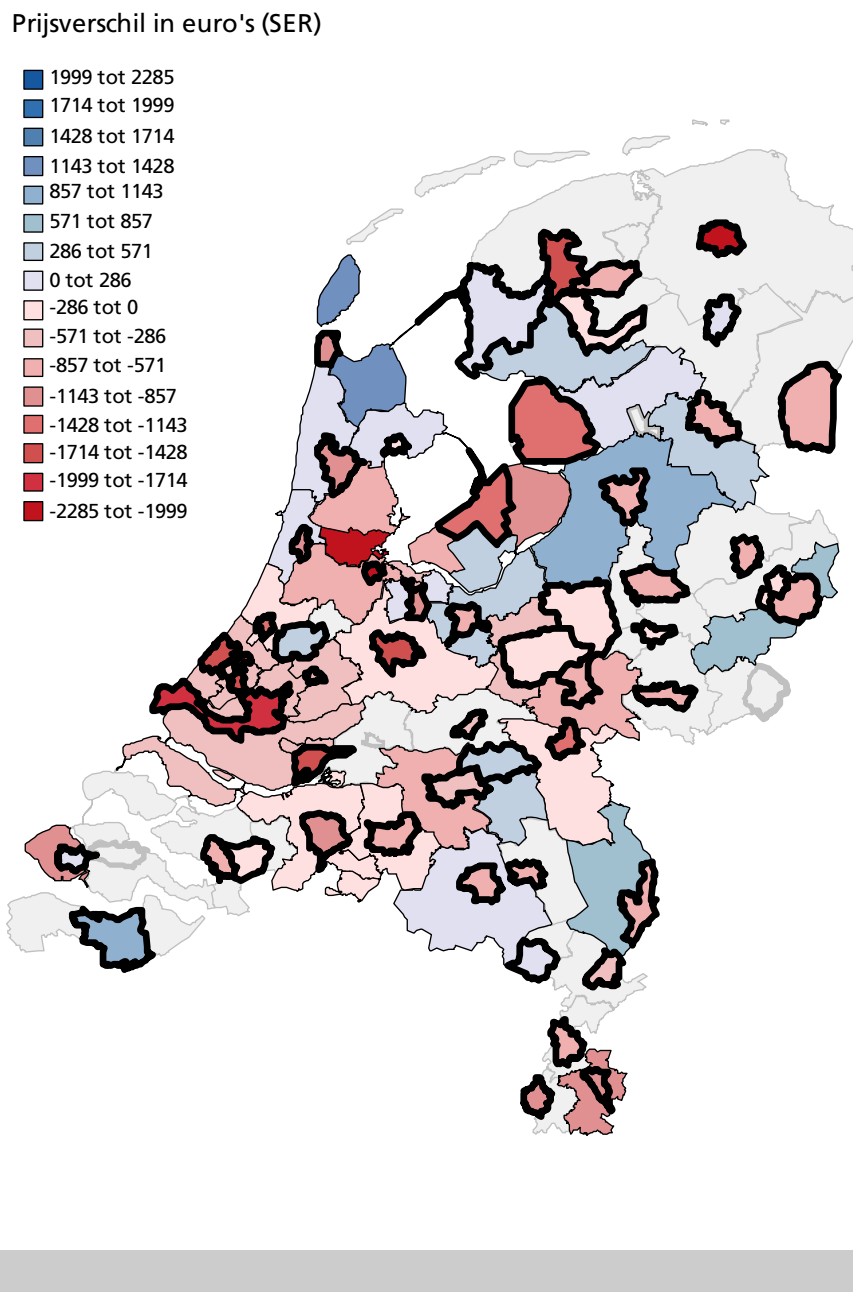 Prijsverschil in euro's (SER)
1999 tot 2285
1714 tot 1999
1428 tot 1714
1143 tot 1428
857 tot 1143
571 tot 857
286 tot 571
0 tot 286
-286 tot 0
-571 tot -286
-857 tot -571
-1143 tot -857
-1428 tot -1143
-1714 tot -1428
-1999 tot -1714
-2285 tot -1999